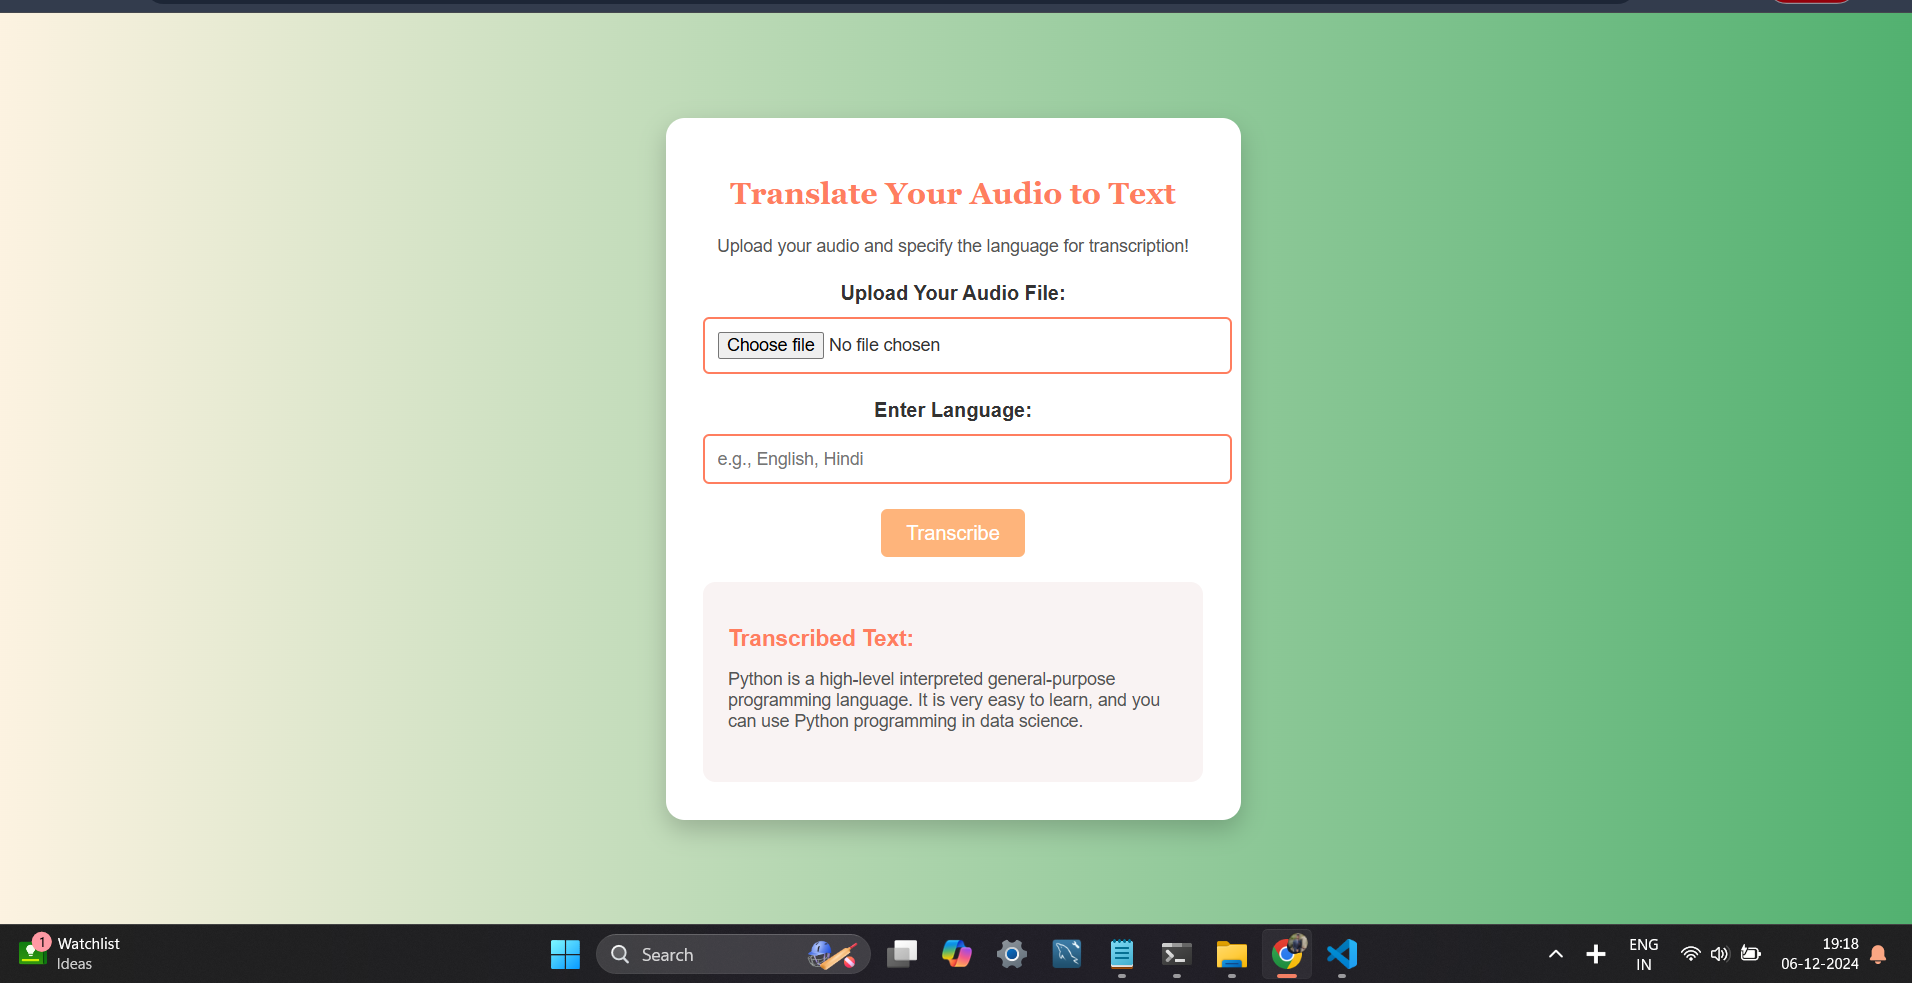 Translate Your Audio to Text
Upload your audio and specify the language for transcription!
Upload Your Audio File:
Choose file No file chosen
Enter Language:
e.g., English, Hindi
Transcribe
Transcribed Text:
Python is a high-level interpreted general-purpose
programming language. It is very easy to learn, and you
can use Python programming in data science.
1
Watchlist
Ideas
Search
ENG
IN
19:18
06-12-2024